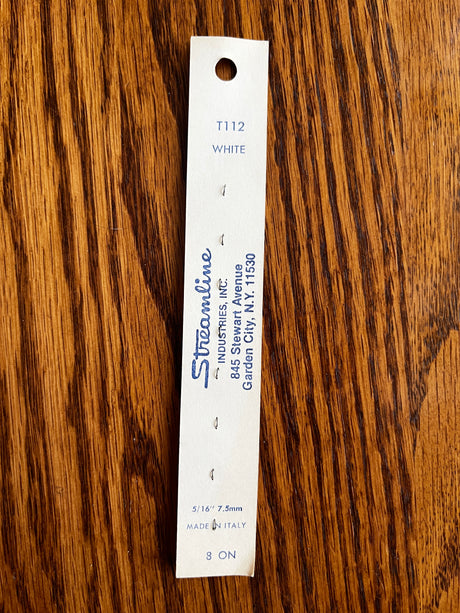 T112
WHITE
Streamline
INDUSTRIES, INC.
845 Stewart Avenue
Garden City, N.Y. 11530
5/16" 7.5mm
MADE IN ITALY
8 ON